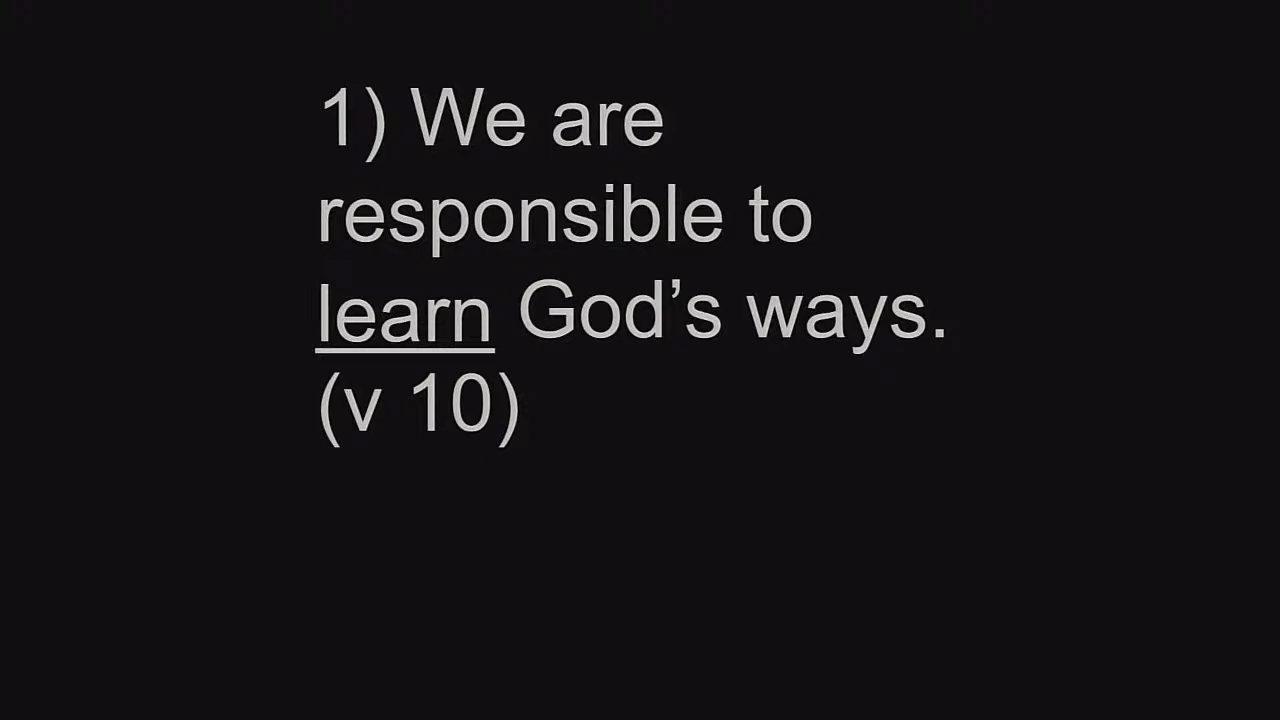 1) We are
responsible to
learn God’s ways.
(v 10)